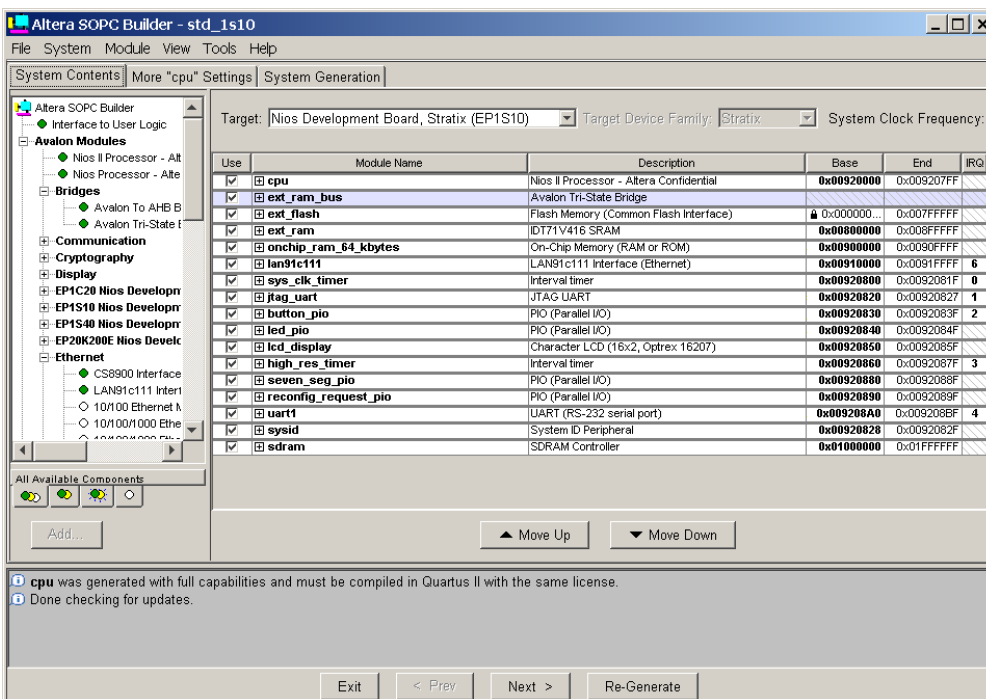 Altera SOPC Builder - std_1s10
File System Module View Tools Help
System Contents More "cpu" Settings System Generation
Altera SOPC Builder
Interface to User Logic
Avalon Modules
Nios II Processor - Alt
Nios Processor - Alte
Bridges
Avalon To AHB B
Avalon Tri-State
Communication
Cryptography
Display
EP1C20 Nios Developm
EP1S10 Nios Developm
EP1S40 Nios Developm
EP20K200E Nios Develo
Ethernet
CS8900 Interface
LAN91c111 Interf
10/100 Ethernet M
10/100/1000 Ethe
10/100/1000 Ethe
All Available Components
Add...
Target: Nios Development Board, Stratix (EP1S10) Target Device Family: Stratix System Clock Frequency:
Use Module Name Description Base End IRQ
cpu Nios II Processor - Altera Confidential 0x00920000 0x009207FF
ext_ram_bus Avalon Tri-State Bridge
ext_flash Flash Memory (Common Flash Interface) 0x000000... 0x007FFFFF
ext_ram IDT71V416 SRAM 0x00800000 0x008FFFFF
onchip_ram_64_kbytes On-Chip Memory (RAM or ROM) 0x00900000 0x0090FFFF
lan91c111 LAN91c111 Interface (Ethernet) 0x00910000 0x0091FFFF 6
sys_clk_timer Interval timer 0x00920800 0x0092081F 0
jtag_uart JTAG UART 0x00920820 0x00920827 1
button_pio PIO (Parallel I/O) 0x00920830 0x0092083F 2
led_pio PIO (Parallel I/O) 0x00920840 0x0092084F
lcd_display Character LCD (16x2, Optrex 16207) 0x00920850 0x0092085F
high_res_timer Interval timer 0x00920860 0x0092087F 3
seven_seg_pio PIO (Parallel I/O) 0x00920880 0x0092088F
reconfig_request_pio PIO (Parallel I/O) 0x00920890 0x0092089F
uart1 UART (RS-232 serial port) 0x009208A0 0x009208BF 4
sysid System ID Peripheral 0x00920828 0x0092082F
sdram SDRAM Controller 0x01000000 0x01FFFFFF
Move Up Move Down
cpu was generated with full capabilities and must be compiled in Quartus II with the same license.
Done checking for updates.
Exit < Prev Next > Re-Generate